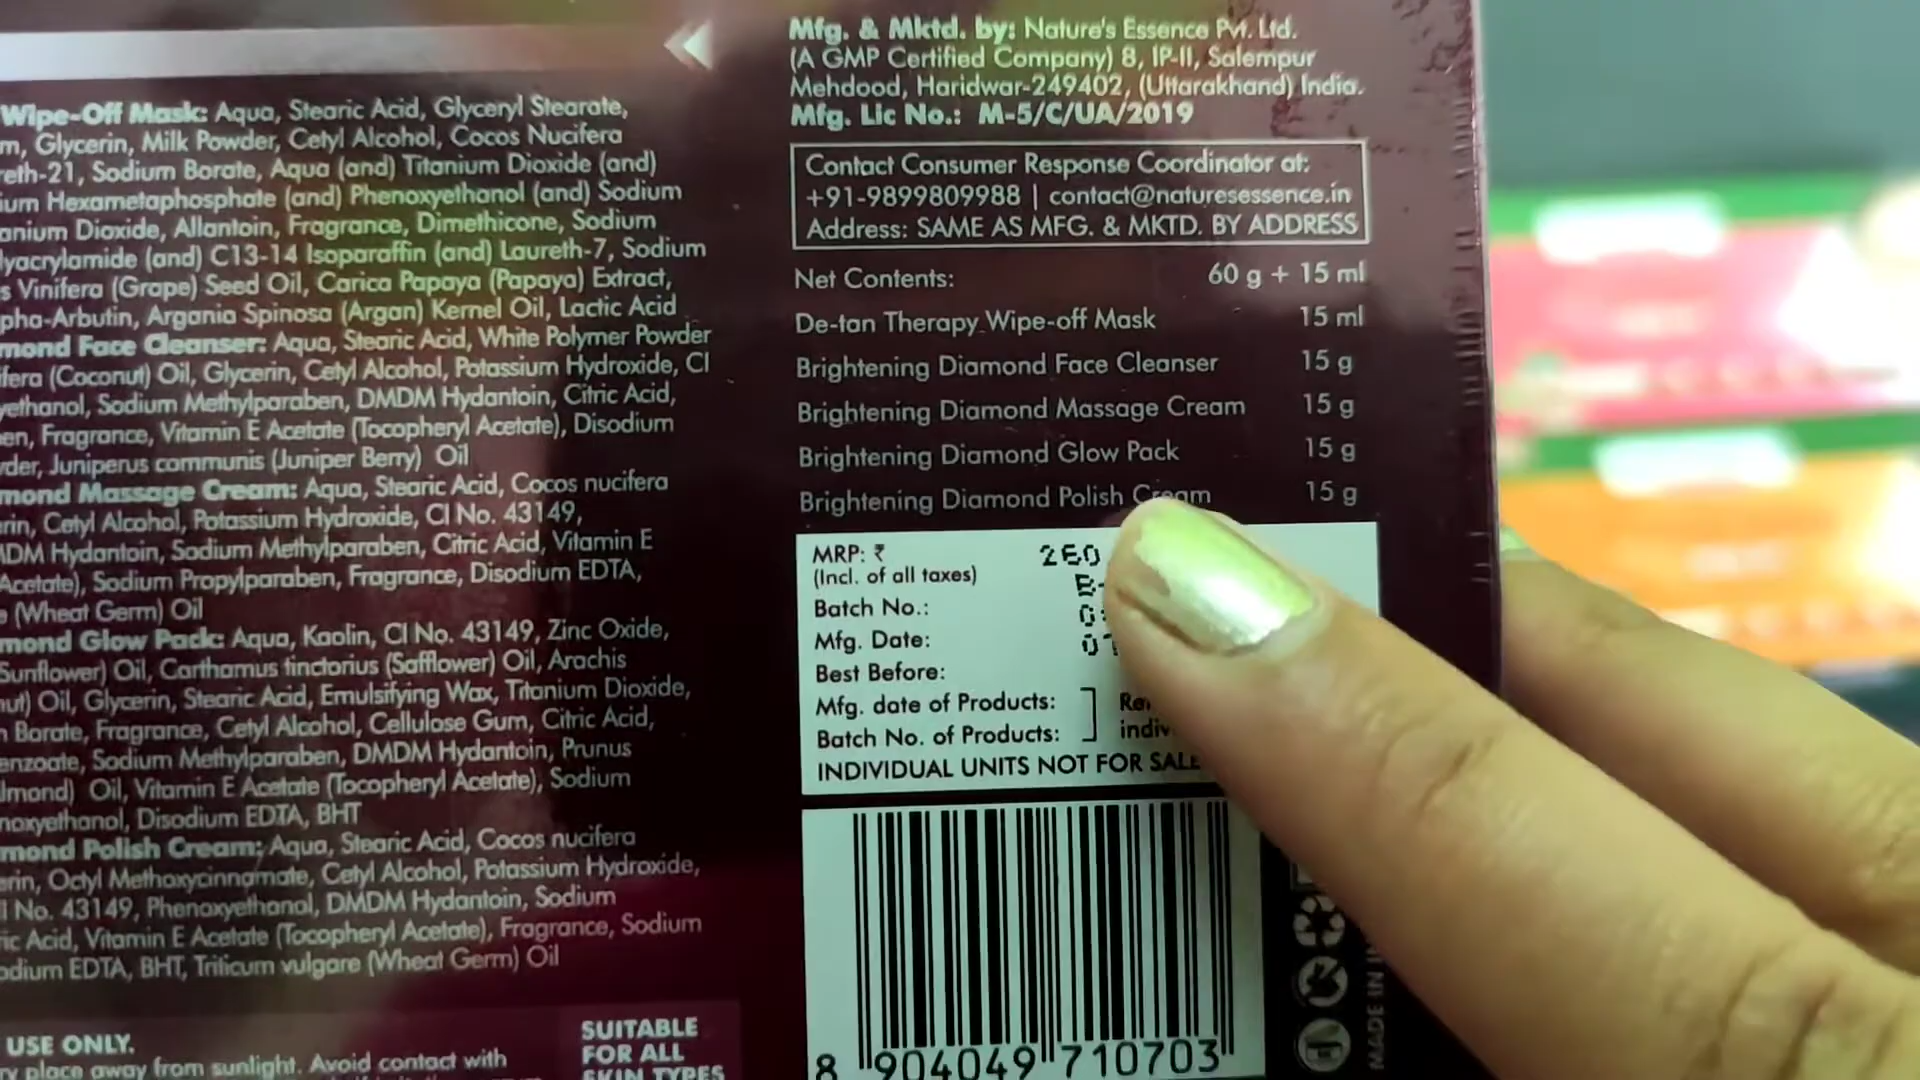 Wipe-Off Mask: Aqua, Stearic Acid, Glyceryl Stearate,
Glycerin, Milk Powder, Cetyl Alcohol, Cocos Nucifera
Sodium Borate, Aqua (and) Titanium Dioxide (and)
Hexametaphosphate (and) Phenoxyethanol (and) Sodium
Dioxide, Allantoin, Fragrance, Dimethicone, Sodium
(and) C13-14 Isoparaffin (and) Laureth-7, Sodium
Vinifera (Grape) Seed Oil, Carica Papaya (Papaya) Extract,
pha-Arbutin, Argania Spinosa (Argan) Kernel Oil, Lactic Acid
mond Face Cleanser: Aqua, Stearic Acid, White Polymer Powder
fera (Coconut) Oil, Glycerin, Cetyl Alcohol, Potassium Hydroxide, CI
yethanol, Sodium Methylparaben, DMDM Hydantoin, Citric Acid,
en, Fragrance, Vitamin E Acetate (Tocopheryl Acetate), Disodium
der, Juniperus communis (Juniper Berry) Oil
mond Massage Cream: Aqua, Stearic Acid, Cocos nucifera
rin, Cetyl Alcohol, Potassium Hydroxide, CI No. 43149,
DM Hydantoin, Sodium Methylparaben, Citric Acid, Vitamin E
Acetate), Sodium Propylparaben, Fragrance, Disodium EDTA,
(Wheat Germ) Oil
mond Glow Pack: Aqua, Kaolin, CI No. 43149, Zinc Oxide,
Sunflower) Oil, Carthamus tinctorius (Safflower) Oil, Arachis
nut) Oil, Glycerin, Stearic Acid, Emulsifying Wax, Titanium Dioxide,
Borate, Fragrance, Cetyl Alcohol, Cellulose Gum, Citric Acid,
enzoate, Sodium Methylparaben, DMDM Hydantoin, Prunus
lmond) Oil, Vitamin E Acetate (Tocopheryl Acetate), Sodium
noxyethanol, Disodium EDTA, BHT
mond Polish Cream: Aqua, Stearic Acid, Cocos nucifera
erin, Octyl Methoxycinnamate, Cetyl Alcohol, Potassium Hydroxide,
No. 43149, Phenoxyethanol, DMDM Hydantoin, Sodium
ric Acid, Vitamin E Acetate (Tocopheryl Acetate), Fragrance, Sodium
odium EDTA, BHT, Triticum vulgare (Wheat Germ) Oil
USE ONLY.
place away from sunlight. Avoid contact with
SUITABLE
FOR ALL
SKIN TYPES
Mfg. & Mktd. by: Nature's Essence Pvt. Ltd.
(A GMP Certified Company) 8, IP-II, Salempur
Mehdood, Haridwar-249402, (Uttarakhand) India.
Mfg. Lic No.: M-5/C/UA/2019
Contact Consumer Response Coordinator at:
+91-9899809988 | contact@naturesessence.in
Address: SAME AS MFG. & MKTD. BY ADDRESS
Net Contents: 60 g + 15 ml
De-tan Therapy Wipe-off Mask 15 ml
Brightening Diamond Face Cleanser 15 g
Brightening Diamond Massage Cream 15 g
Brightening Diamond Glow Pack 15 g
Brightening Diamond Polish Cream 15 g
MRP: ₹ 260
(Incl. of all taxes)
Batch No.:
Mfg. Date:
Best Before:
Mfg. date of Products:
Batch No. of Products:
INDIVIDUAL UNITS NOT FOR SALE
8 904049 710703
MADE IN